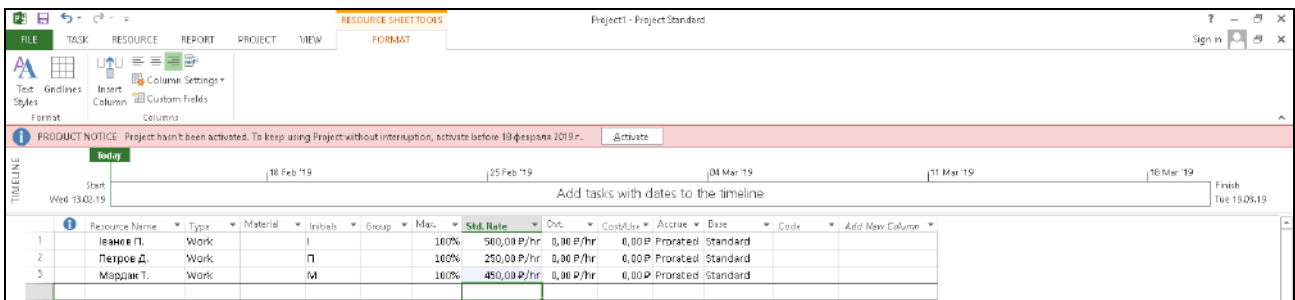 RESOURCE SHEET TOOLS Project1 - Project Standard ?
FILE TASK RESOURCE REPORT PROJECT VIEW FORMAT Sign in
Text Styles Gridlines Insert Column Column Settings
Custom Fields
Format Columns
PRODUCT NOTICE Project hasn't been activated. To keep using Project without interruption, activate before 18 февраля 2019 г. Activate
TIMELINE
Today
18 Feb '19 25 Feb '19 04 Mar '19 11 Mar '19 18 Mar '19
Start
Wed 13.02.19
Add tasks with dates to the timeline
Finish
Tue 19.03.19
Resource Name Type Material Initials Group Max. Std. Rate Ovt. Cost/Use Accrue Base Code Add New Column
1 Іванов П. Work І 100% 500,00 ₽/hr 0,00 ₽/hr 0,00 ₽ Prorated Standard
2 Петров Д. Work П 100% 250,00 ₽/hr 0,00 ₽/hr 0,00 ₽ Prorated Standard
3 Мардак Т. Work М 100% 450,00 ₽/hr 0,00 ₽/hr 0,00 ₽ Prorated Standard